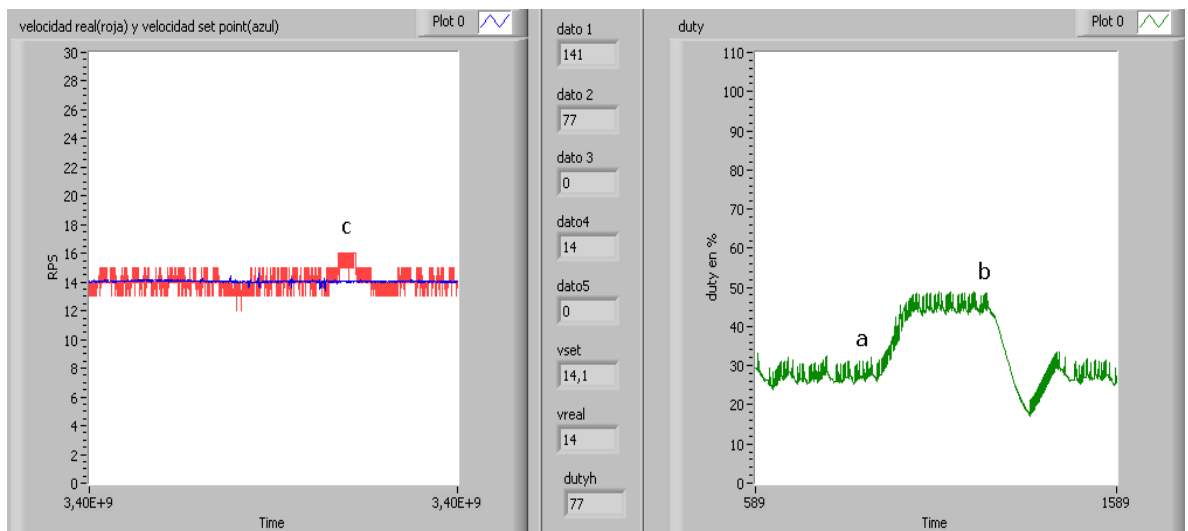 velocidad real(roja) y velocidad set point(azul)
Plot 0
30
28
26
24
22
20
18
16
14
12
10
8
6
4
2
0
RPS
c
3,40E+9
3,40E+9
Time
dato 1
141
dato 2
77
dato 3
0
dato4
14
dato5
0
vset
14,1
vreal
14
dutyh
77
duty
Plot 0
110
100
90
80
70
60
50
40
30
20
10
0
duty en %
a
b
589
1589
Time